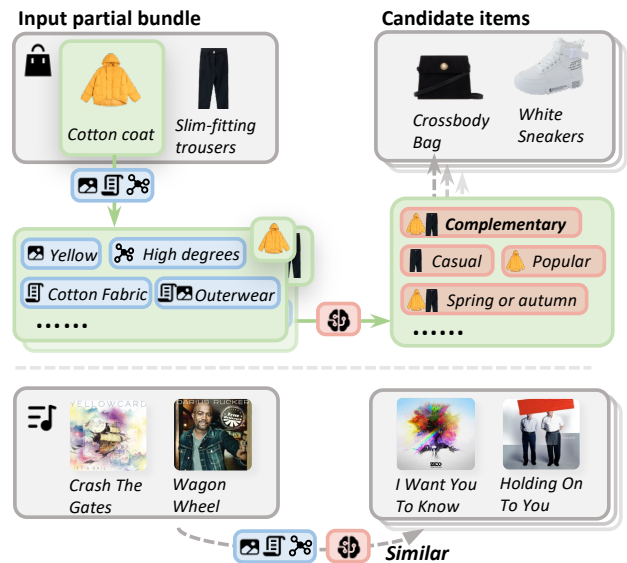 Input partial bundle
Candidate items
Cotton coat
Slim-fitting
trousers
Crossbody
Bag
White
Sneakers
Yellow
High degrees
Cotton Fabric
Outerwear
......
Complementary
Casual
Popular
Spring or autumn
......
YELLOWCARD
DARIUS RUCKER
Crash The
Gates
Wagon
Wheel
I Want You
To Know
Holding On
To You
Similar